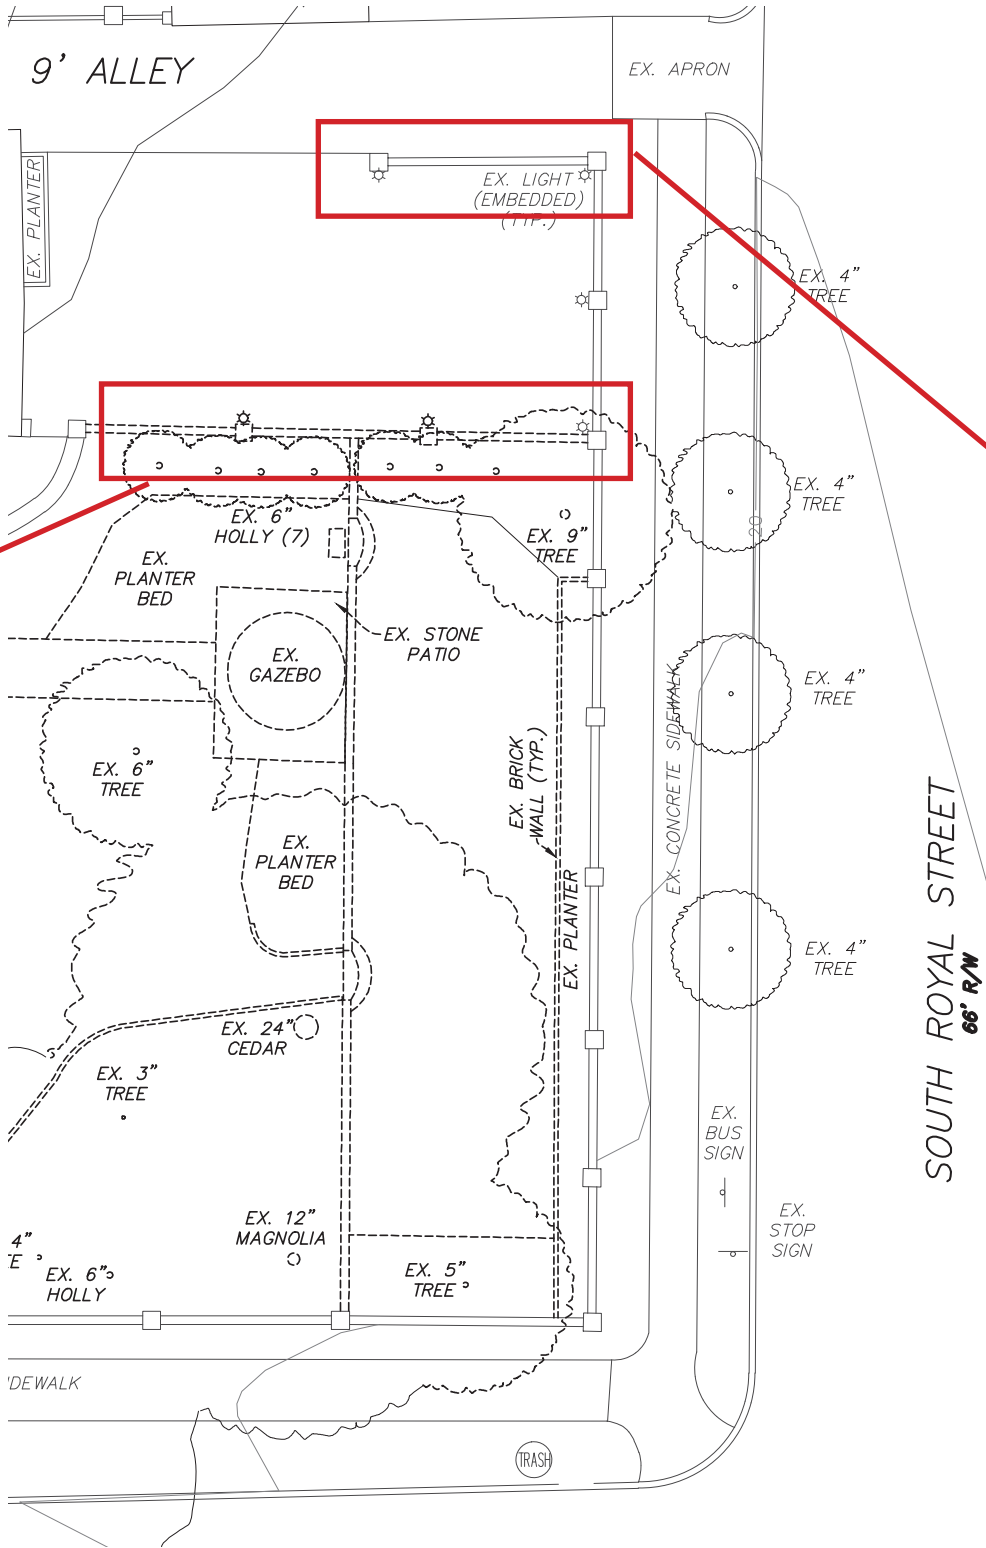 9' ALLEY
EX. APRON
EX. PLANTER
EX. LIGHT
(EMBEDDED)
(TYP.)
EX. 4"
TREE
EX. 4"
TREE
20
EX. 6"
HOLLY (7)
EX. 9"
TREE
EX.
PLANTER
BED
EX. STONE
PATIO
EX.
GAZEBO
EX. 4"
TREE
EX. CONCRETE SIDEWALK
EX. BRICK
WALL (TYP.)
EX. 6"
TREE
EX.
PLANTER
BED
EX. PLANTER
SOUTH ROYAL STREET
66' R/W
EX. 4"
TREE
EX. 24"
CEDAR
EX. 3"
TREE
EX.
BUS
SIGN
EX.
STOP
SIGN
EX. 12"
MAGNOLIA
4"
E
EX. 6"
HOLLY
EX. 5"
TREE
IDEWALK
TRASH